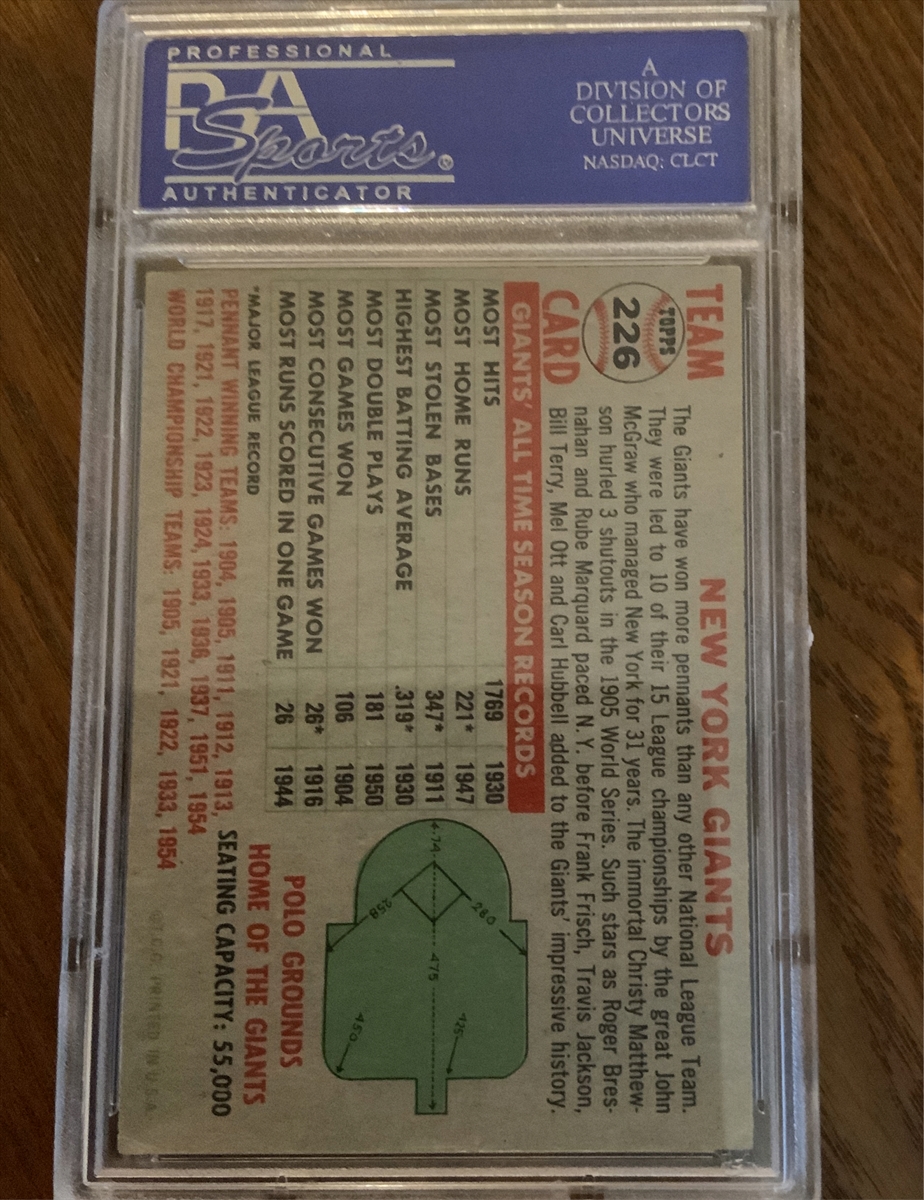 PROFESSIONAL
PSA
Sports®
AUTHENTICATOR
A
DIVISION OF
COLLECTORS
UNIVERSE
NASDAQ: CLCT
TEAM
TOPPS
226
CARD
NEW YORK GIANTS
The Giants have won more pennants than any other National League Team.
They were led to 10 of their 15 League championships by the great John
McGraw who managed New York for 31 years. The immortal Christy Matthew-
son hurled 3 shutouts in the 1905 World Series. Such stars as Roger Bres-
nahan and Rube Marquard paced N.Y. before Frank Frisch, Travis Jackson,
Bill Terry, Mel Ott and Carl Hubbell added to the Giants' impressive history.
GIANTS' ALL TIME SEASON RECORDS
MOST HITS 1769 1930
MOST HOME RUNS 221* 1947
MOST STOLEN BASES 347* 1911
HIGHEST BATTING AVERAGE .319* 1930
MOST DOUBLE PLAYS 181 1950
MOST GAMES WON 106 1904
MOST CONSECUTIVE GAMES WON 26* 1916
MOST RUNS SCORED IN ONE GAME 26 1944
*MAJOR LEAGUE RECORD
PENNANT WINNING TEAMS: 1904, 1905, 1911, 1912, 1913,
1917, 1921, 1922, 1923, 1924, 1933, 1936, 1937, 1951, 1954
WORLD CHAMPIONSHIP TEAMS: 1905, 1921, 1922, 1933, 1954
74
280
258
475
425
450
POLO GROUNDS
HOME OF THE GIANTS
SEATING CAPACITY: 55,000
©T.C.G. PRINTED IN U.S.A.